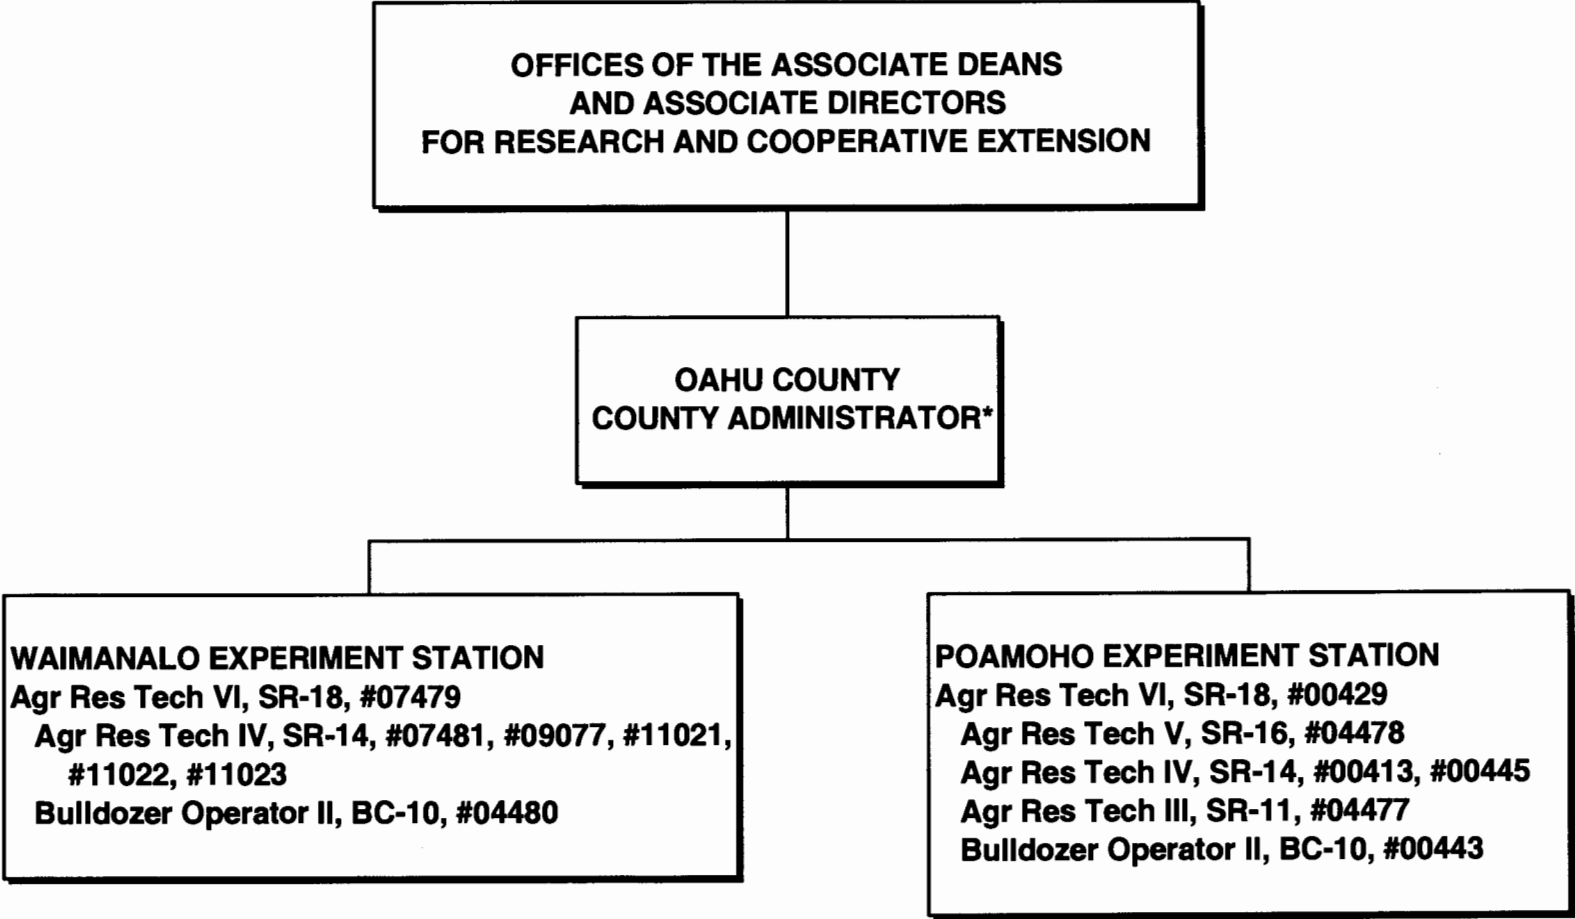 OFFICES OF THE ASSOCIATE DEANS
AND ASSOCIATE DIRECTORS
FOR RESEARCH AND COOPERATIVE EXTENSION
OAHU COUNTY
COUNTY ADMINISTRATOR*
WAIMANALO EXPERIMENT STATION
Agr Res Tech VI, SR-18, #07479
Agr Res Tech IV, SR-14, #07481, #09077, #11021,
#11022, #11023
Bulldozer Operator II, BC-10, #04480
POAMOHO EXPERIMENT STATION
Agr Res Tech VI, SR-18, #00429
Agr Res Tech V, SR-16, #04478
Agr Res Tech IV, SR-14, #00413, #00445
Agr Res Tech III, SR-11, #04477
Bulldozer Operator II, BC-10, #00443